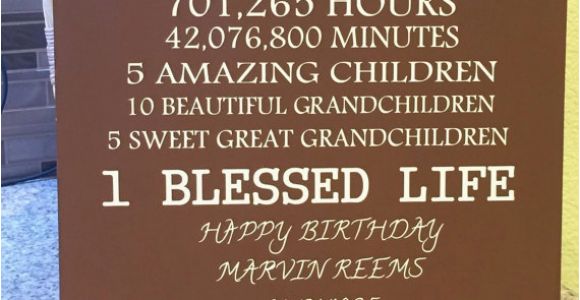 701,265 HOURS
42,076,800 MINUTES
5 AMAZING CHILDREN
10 BEAUTIFUL GRANDCHILDREN
5 SWEET GREAT GRANDCHILDREN
1 BLESSED LIFE
HAPPY BIRTHDAY
MARVIN REEMS